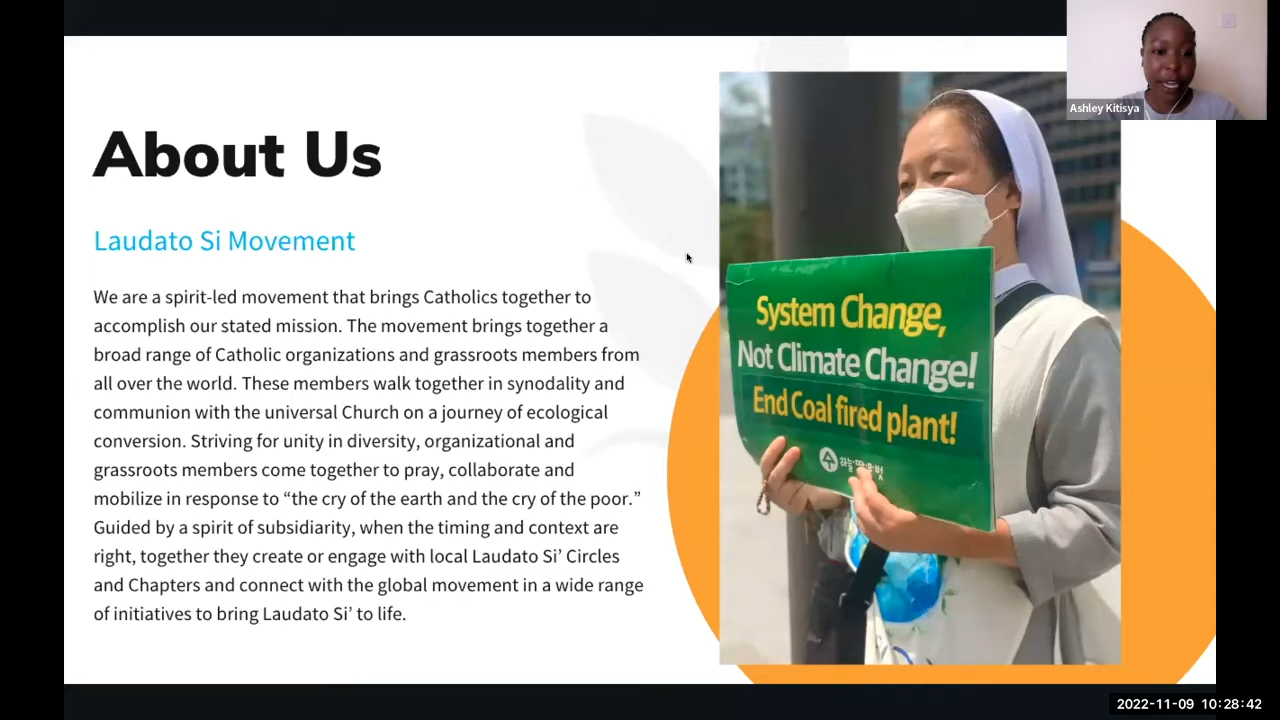 About Us
Laudato Si Movement
We are a spirit-led movement that brings Catholics together to
accomplish our stated mission. The movement brings together a
broad range of Catholic organizations and grassroots members from
all over the world. These members walk together in synodality and
communion with the universal Church on a journey of ecological
conversion. Striving for unity in diversity, organizational and
grassroots members come together to pray, collaborate and
mobilize in response to “the cry of the earth and the cry of the poor.”
Guided by a spirit of subsidiarity, when the timing and context are
right, together they create or engage with local Laudato Si’ Circles
and Chapters and connect with the global movement in a wide range
of initiatives to bring Laudato Si’ to life.
System Change,
Not Climate Change!
End Coal fired plant!
Ashley Kitisya
2022-11-09 10:28:42